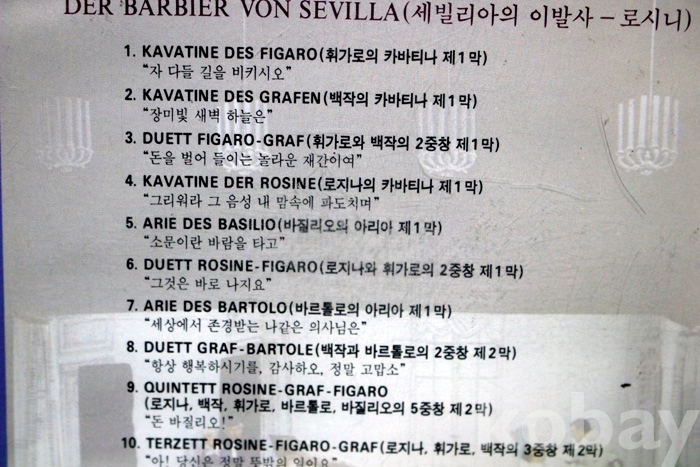 DER BARBIER VON SEVILLA(세빌리아의 이발사 – 로시니)
1. KAVATINE DES FIGARO(휘가로의 카바티나 제1막)
“자 다들 길을 비키시오”
2. KAVATINE DES GRAFEN(백작의 카바티나 제1막)
“장미빛 새벽 하늘은”
3. DUETT FIGARO-GRAF(휘가로와 백작의 2중창 제1막)
“돈을 벌어 들이는 놀라운 재간이여”
4. KAVATINE DER ROSINE(로지나의 카바티나 제1막)
“그리워라 그 음성 내 맘속에 파도치며”
5. ARIE DES BASILIO(바질리오의 아리아 제1막)
“소문이란 바람을 타고”
6. DUETT ROSINE-FIGARO(로지나와 휘가로의 2중창 제1막)
“그것은 바로 나지요”
7. ARIE DES BARTOLO(바르톨로의 아리아 제1막)
“세상에서 존경받는 나같은 의사님은”
8. DUETT GRAF-BARTOLE(백작과 바르톨로의 2중창 제2막)
“항상 행복하시기를, 감사하오, 정말 고맙소”
9. QUINTETT ROSINE-GRAF-FIGARO
(로지나, 백작, 휘가로, 바르톨로, 바질리오의 5중창 제2막)
“돈 바질리오!”
10. TERZETT ROSINE-FIGARO-GRAF(로지나, 휘가로, 백작의 3중창 제2막)
“아! 당신은 정말 뜻밖의 일이요”
kobay